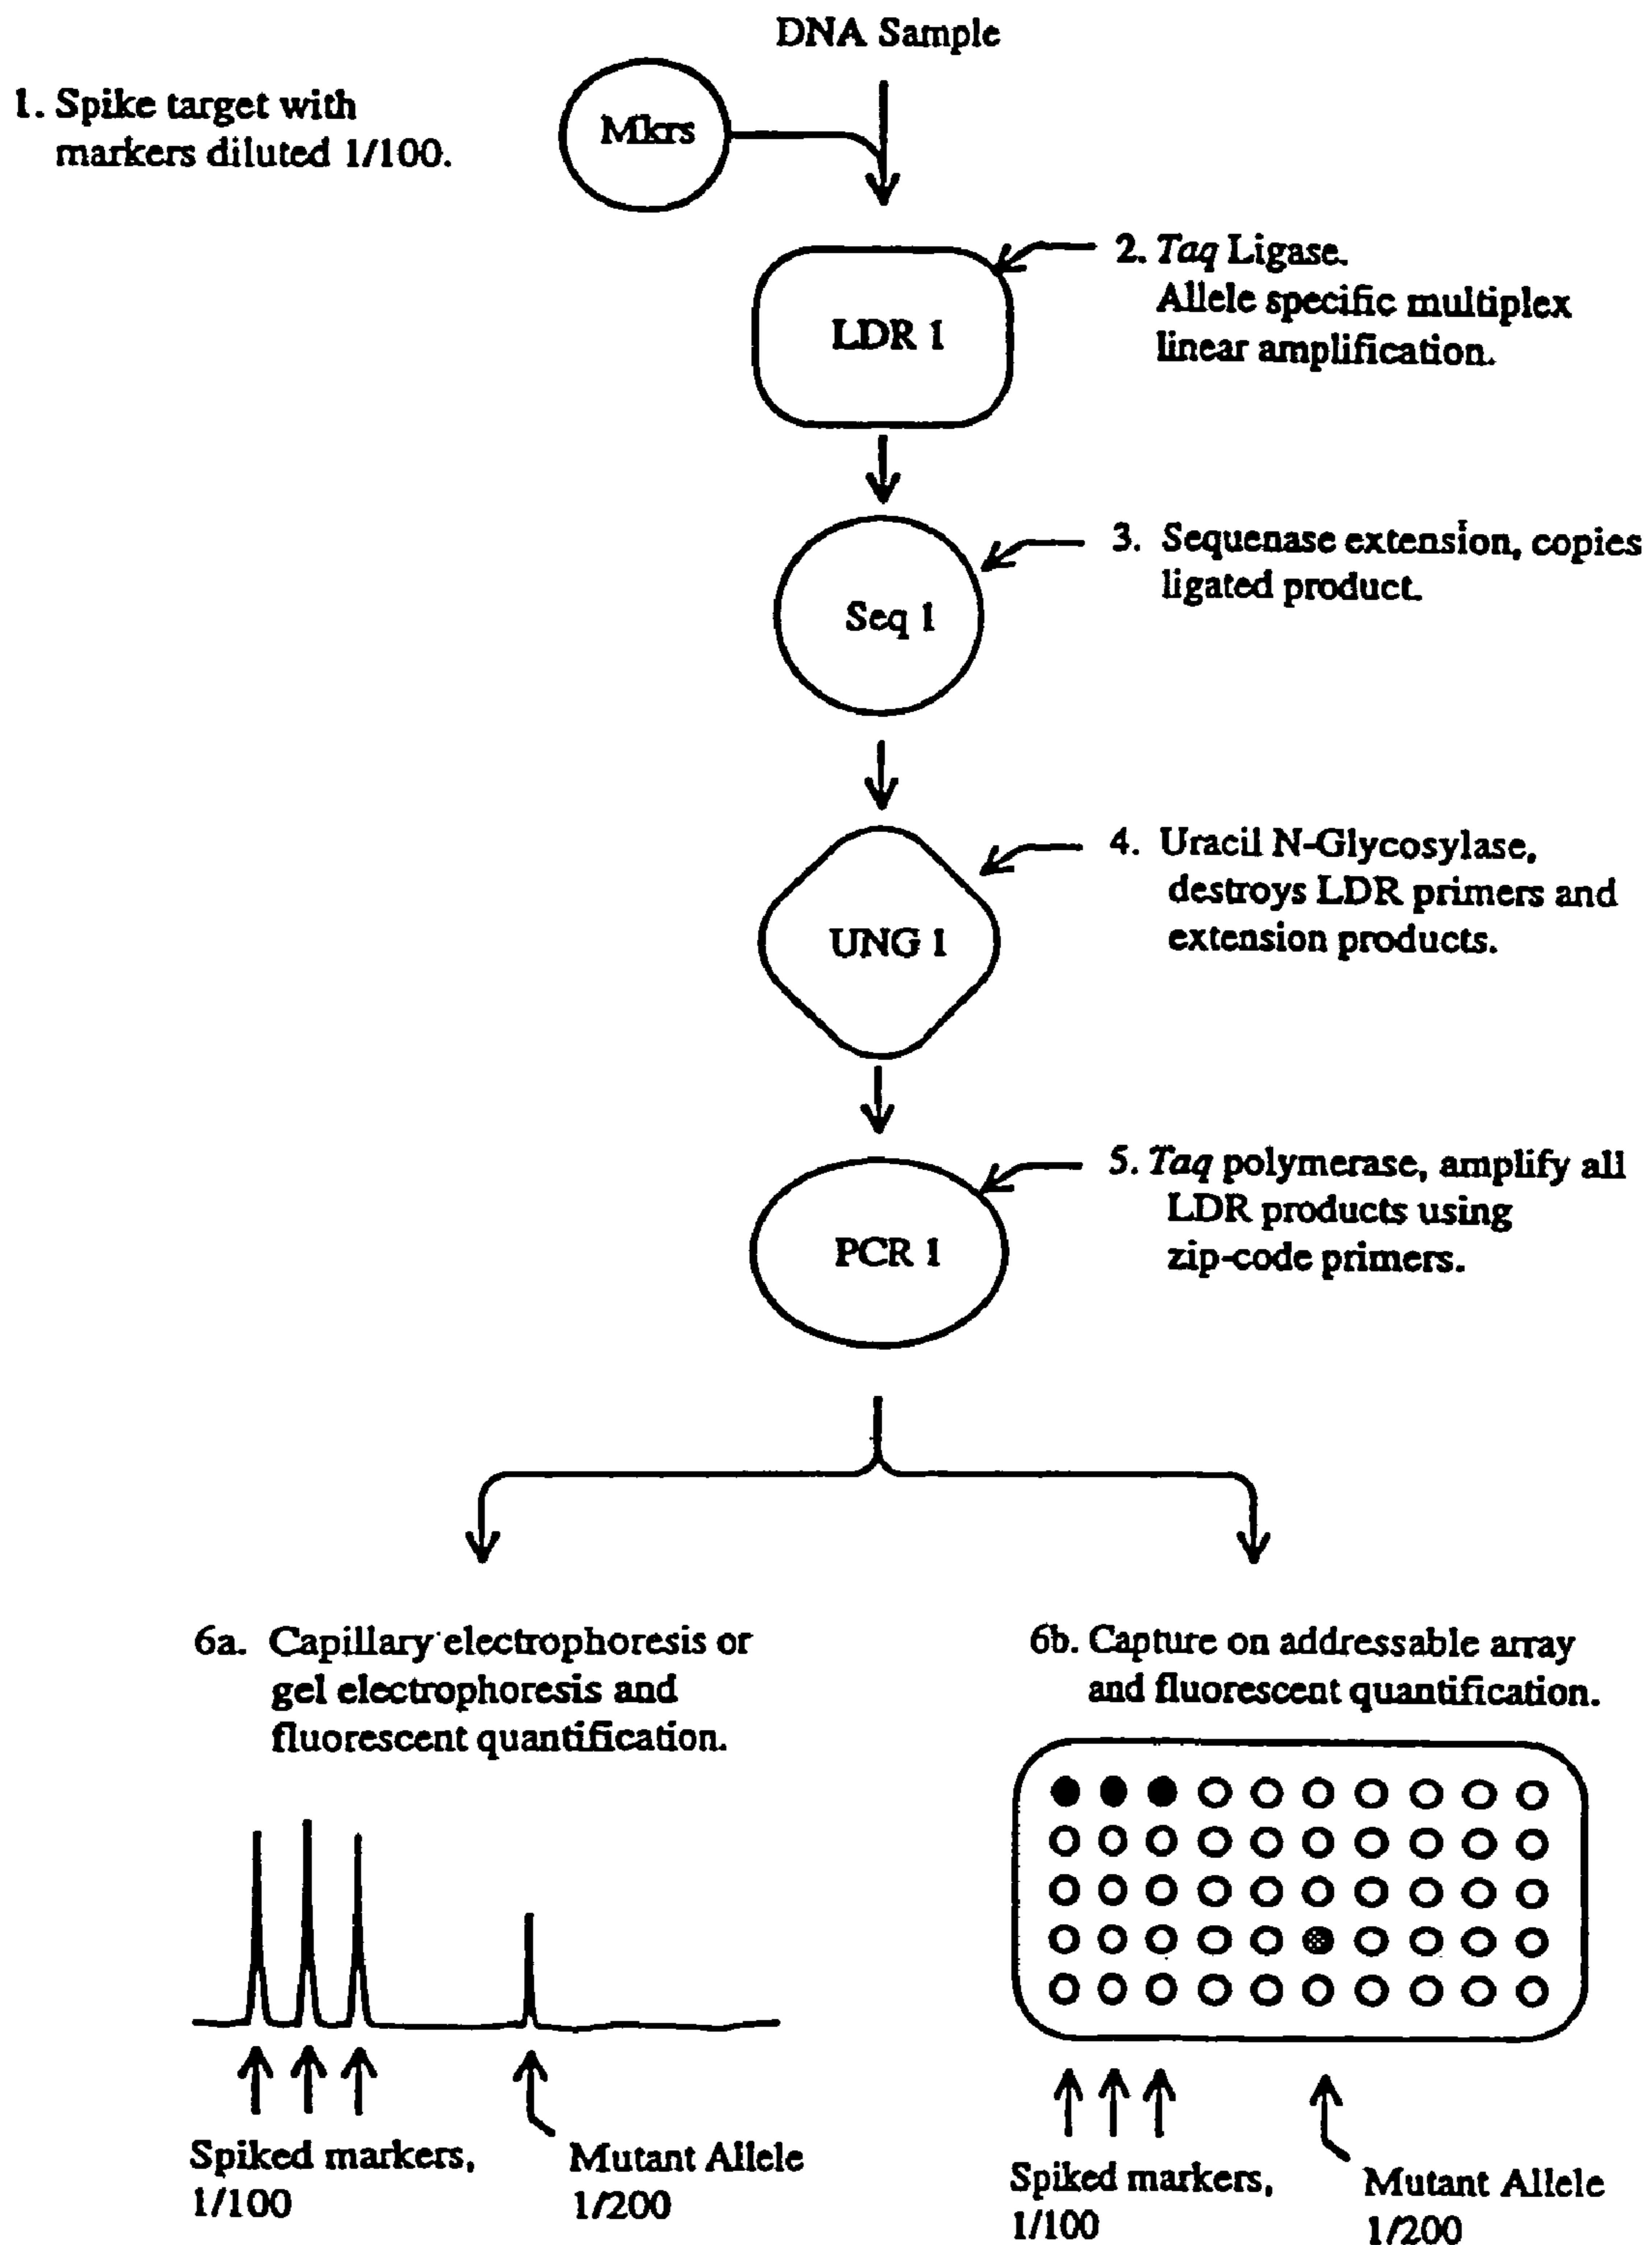 DNA Sample
1. Spike target with
markers diluted 1/100.
Mkrs
2. Taq Ligase.
Allele specific multiplex
linear amplification.
LDR 1
3. Sequenase extension, copies
ligated product.
Seq 1
4. Uracil N-Glycosylase,
destroys LDR primers and
extension products.
UNG 1
5. Taq polymerase, amplify all
LDR products using
zip-code primers.
PCR 1
6a. Capillary electrophoresis or
gel electrophoresis and
fluorescent quantification.
6b. Capture on addressable array
and fluorescent quantification.
Spiked markers,
1/100
Mutant Allele
1/200
Spiked markers,
1/100
Mutant Allele
1/200